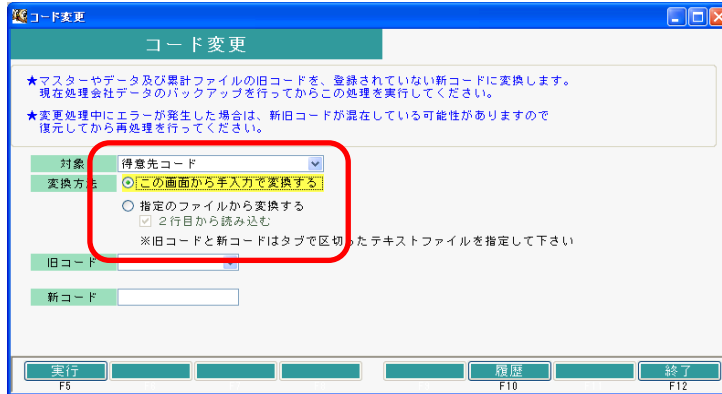 コード変更
コード変更
★マスターやデータ及び累計ファイルの旧コードを、登録されていない新コードに変換します。
現在処理会社データのバックアップを行ってからこの処理を実行してください。
★変更処理中にエラーが発生した場合は、新旧コードが混在している可能性がありますので
復元してから再処理を行ってください。
対象 得意先コード
変換方法 この画面から手入力で変換する
指定のファイルから変換する
2行目から読み込む
※旧コードと新コードはタブで区切ったテキストファイルを指定して下さい
旧コード
新コード
実行 履歴 終了
F5 F10 F12